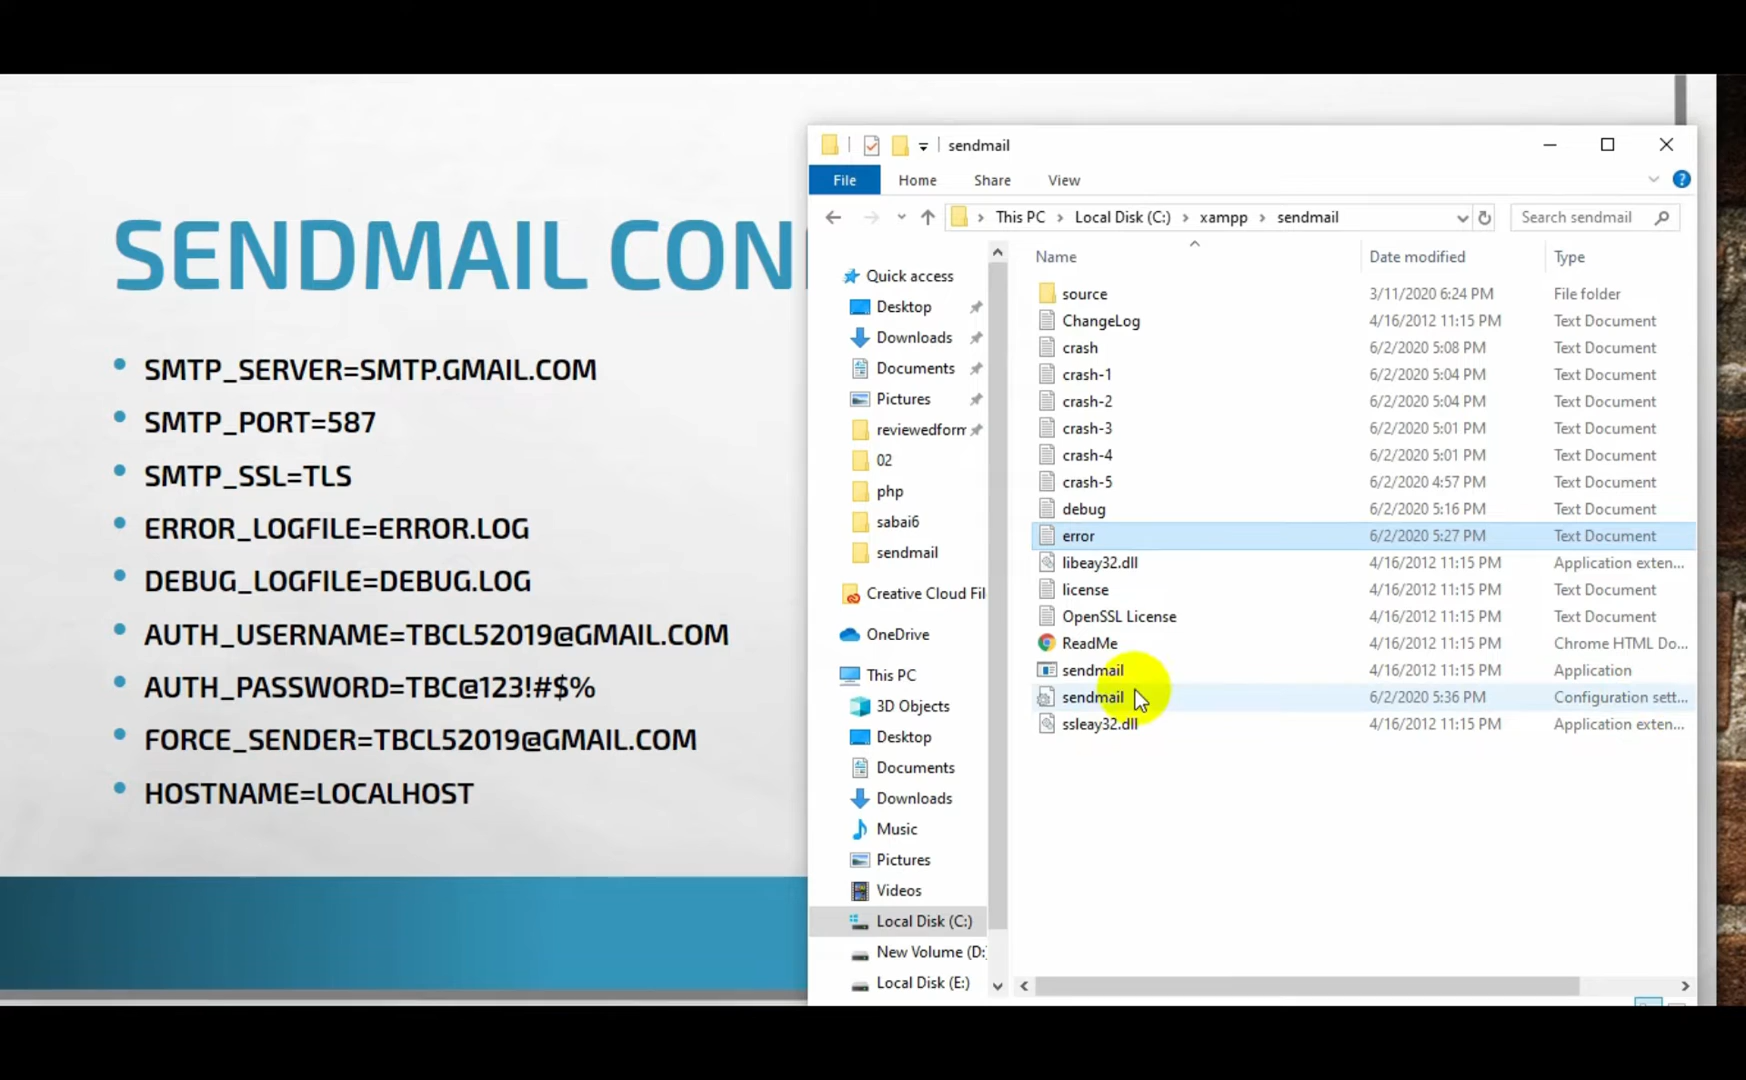 SENDMAIL CON
SMTP_SERVER=SMTP.GMAIL.COM
SMTP_PORT=587
SMTP_SSL=TLS
ERROR_LOGFILE=ERROR.LOG
DEBUG_LOGFILE=DEBUG.LOG
AUTH_USERNAME=TBCL52019@GMAIL.COM
AUTH_PASSWORD=TBC@123!#$%
FORCE_SENDER=TBCL52019@GMAIL.COM
HOSTNAME=LOCALHOST
sendmail
File Home Share View
This PC Local Disk (C:) xampp sendmail Search sendmail
Quick access
Desktop
Downloads
Documents
Pictures
reviewedform
02
php
sabai6
sendmail
Creative Cloud Fil
OneDrive
This PC
3D Objects
Desktop
Documents
Downloads
Music
Pictures
Videos
Local Disk (C:)
New Volume (D:)
Local Disk (E:)
Name Date modified Type
source 3/11/2020 6:24 PM File folder
ChangeLog 4/16/2012 11:15 PM Text Document
crash 6/2/2020 5:08 PM Text Document
crash-1 6/2/2020 5:04 PM Text Document
crash-2 6/2/2020 5:04 PM Text Document
crash-3 6/2/2020 5:01 PM Text Document
crash-4 6/2/2020 5:01 PM Text Document
crash-5 6/2/2020 4:57 PM Text Document
debug 6/2/2020 5:16 PM Text Document
error 6/2/2020 5:27 PM Text Document
libeay32.dll 4/16/2012 11:15 PM Application exten...
license 4/16/2012 11:15 PM Text Document
OpenSSL License 4/16/2012 11:15 PM Text Document
ReadMe 4/16/2012 11:15 PM Chrome HTML Do...
sendmail 4/16/2012 11:15 PM Application
sendmail 6/2/2020 5:36 PM Configuration sett...
ssleay32.dll 4/16/2012 11:15 PM Application exten...